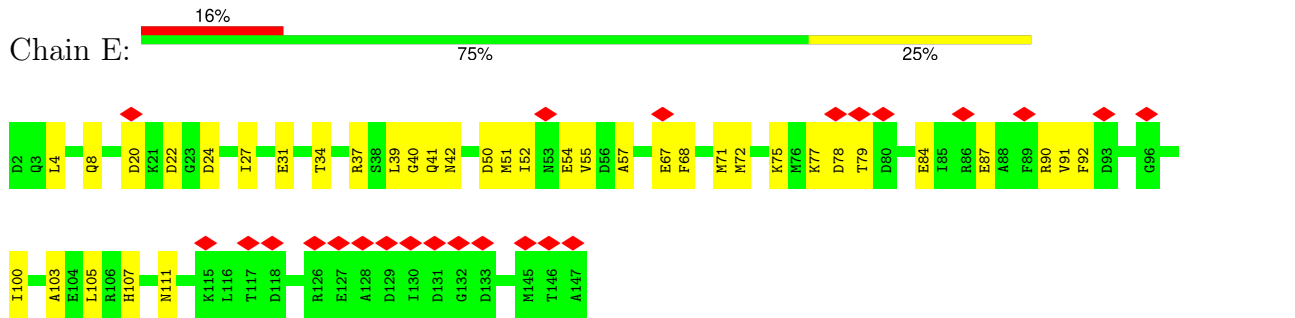 16%
Chain E:
75% 25%
D2 Q3 L4 Q8 D20 K21 D22 G23 D24 I27 E31 T34 R37 S38 L39 G40 Q41 N42 D50 M51 I52 N53 E54 V55 D56 A57 E67 F68 M71 M72 K75 M76 K77 D78 T79 D80 E84 I85 R86 E87 A88 F89 R90 V91 F92 D93 G96
I100 A103 E104 L105 R106 H107 N111 K115 L116 T117 D118 R126 E127 A128 D129 I130 D131 G132 D133 M145 T146 A147